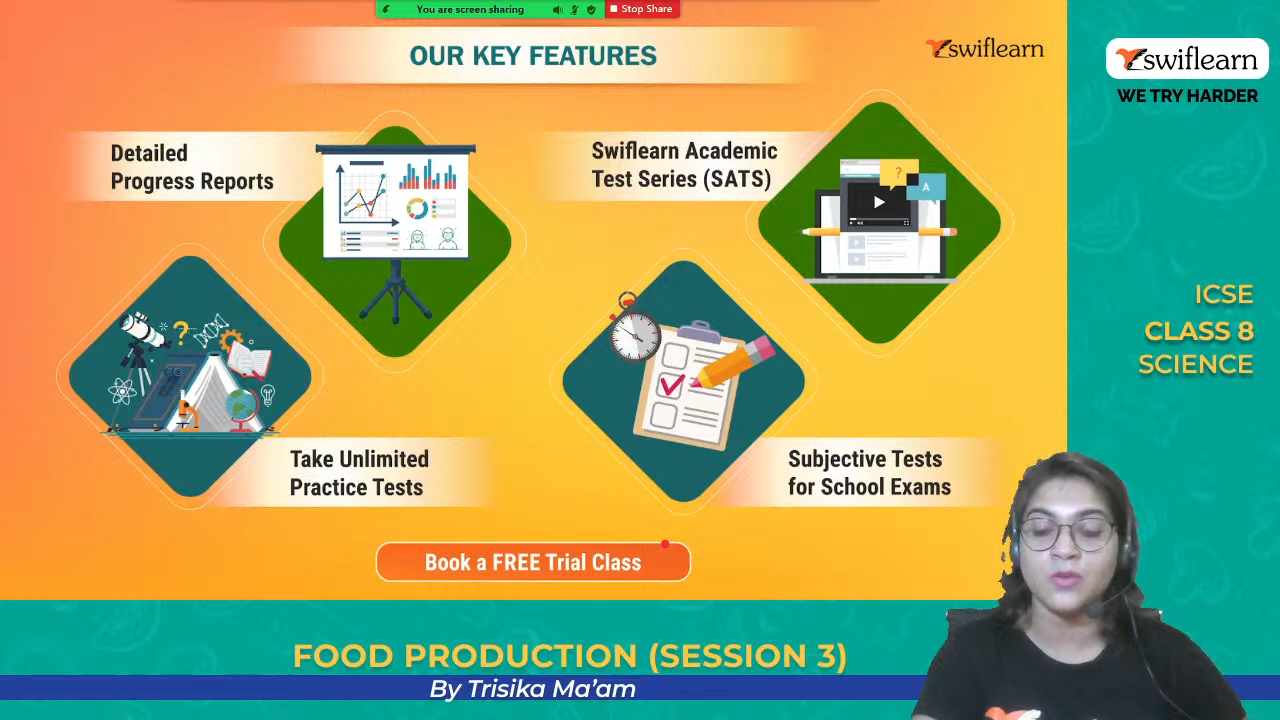 You are screen sharing
Stop Share
OUR KEY FEATURES
swiflearn
swiflearn
WE TRY HARDER
Detailed
Progress Reports
Swiflearn Academic
Test Series (SATS)
?
A
?
ICSE
CLASS 8
SCIENCE
Take Unlimited
Practice Tests
Subjective Tests
for School Exams
Book a FREE Trial Class
FOOD PRODUCTION (SESSION 3)
By Trisika Ma'am